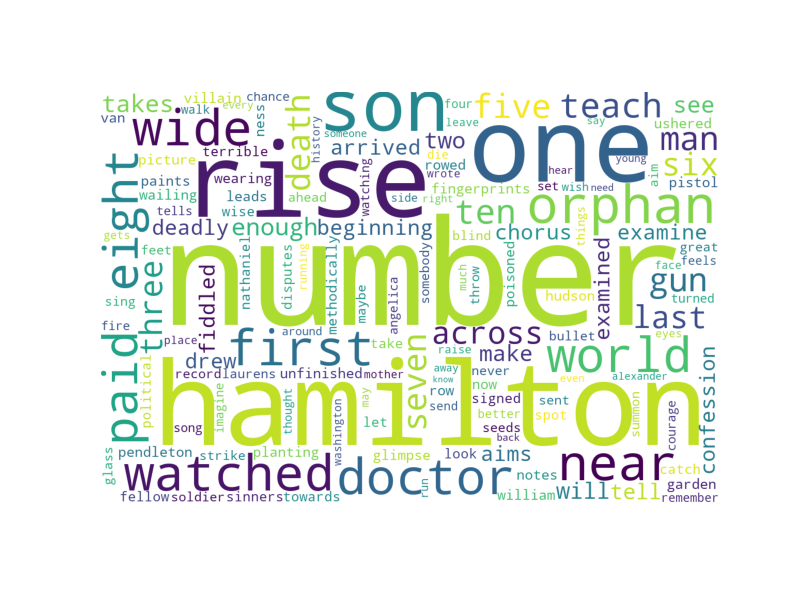 number
hamilton
rise
one
son
wide
first
world
watched
doctor
near
orphan
paid
eight
three
death
takes
five
teach
see
man
six
ten
gun
last
across
seven
examined
examine
chorus
confession
will
tell
aims
make
drew
fiddled
enough
beginning
deadly
arrived
two
villain
chance
van
walk
every
ness
history
someone
four
leave
say
ushered
terrible
picture
wearing
watching
die
rowed
wrote
hear
young
paints
wailing
leads
ahead
side
right
fingerprints
set
wish
need
aim
pistol
tells
wise
blind
things
gets
feet
nathaniel
disputes
running
methodically
maybe
angelica
somebody
much
throw
poisoned
great
feels
face
sing
hudson
turned
fire
place
around
bullet
eyes
political
record
laurens
unfinished
mother
take
raise
away
know
row
never
now
even
alexander
send
signed
sent
spot
summon
courage
imagine
thought
may
let
better
seeds
back
song
washington
glass
pendleton
strike
planting
glimpse
look
run
notes
william
catch
garden
remember
fellow
soldier
sinners
towards